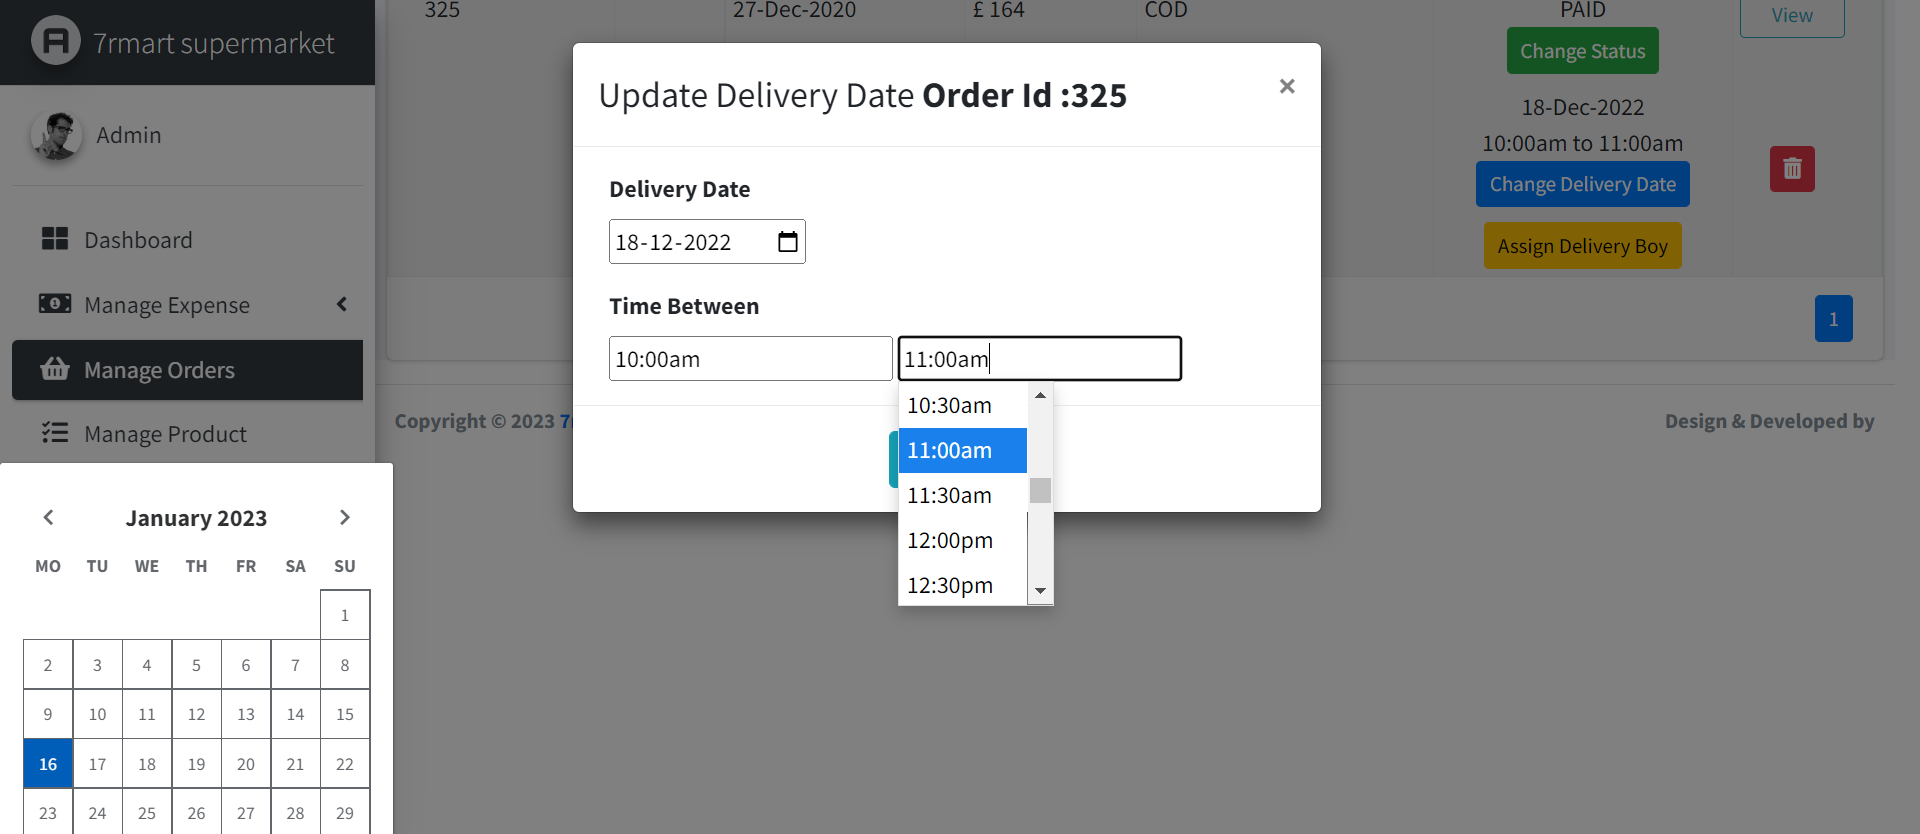 7rmart supermarket
Admin
Dashboard
Manage Expense
Manage Orders
Manage Product
January 2023
MO TU WE TH FR SA SU
1
2 3 4 5 6 7 8
9 10 11 12 13 14 15
16 17 18 19 20 21 22
23 24 25 26 27 28 29
325 27-Dec-2020 £ 164 COD PAID View
Change Status
18-Dec-2022
10:00am to 11:00am
Change Delivery Date
Assign Delivery Boy
1
Update Delivery Date Order Id :325 ×
Delivery Date
18-12-2022
Time Between
10:00am 11:00am
10:30am
11:00am
11:30am
12:00pm
12:30pm
Copyright © 2023
Design & Developed by